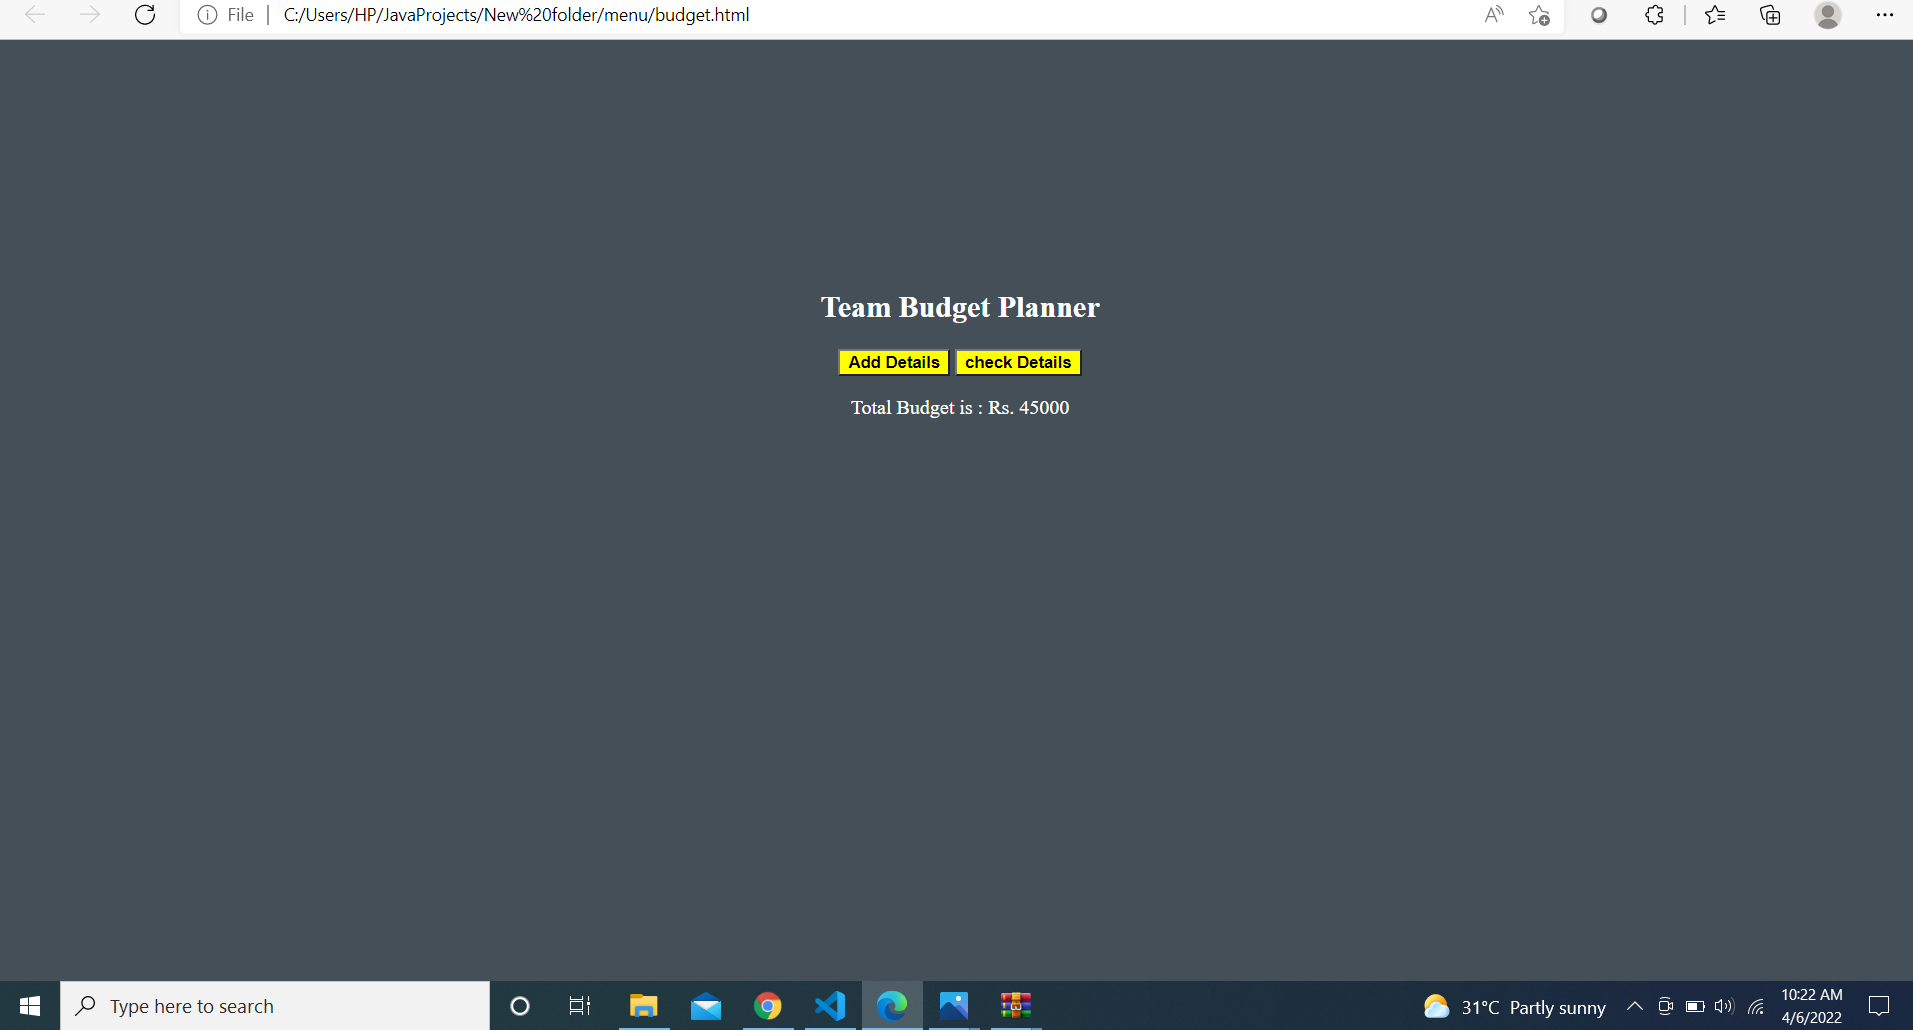 File | C:/Users/HP/JavaProjects/New%20folder/menu/budget.html
Team Budget Planner
Add Details check Details
Total Budget is : Rs. 45000
Type here to search
31°C Partly sunny
10:22 AM
4/6/2022